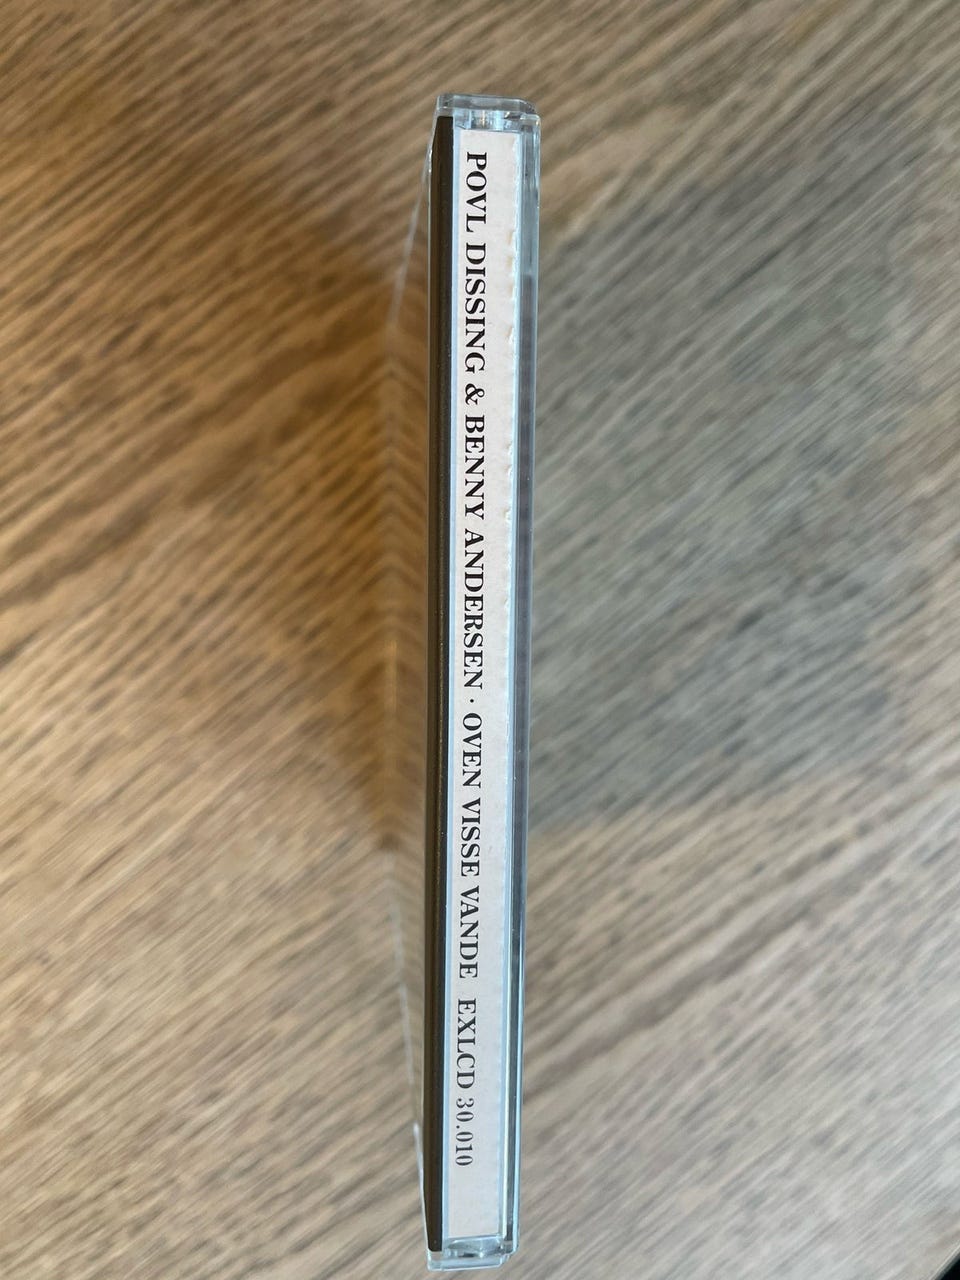 POVL DISSING & BENNY ANDERSEN · OVEN VISSE VANDE EXLCD 30.010